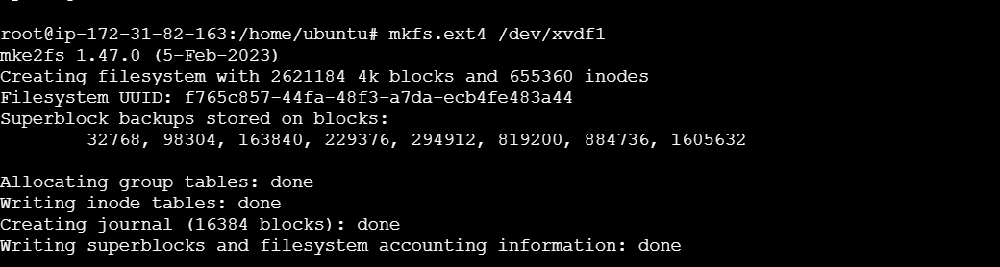 root@ip-172-31-82-163:/home/ubuntu# mkfs.ext4 /dev/xvdf1
mke2fs 1.47.0 (5-Feb-2023)
Creating filesystem with 2621184 4k blocks and 655360 inodes
Filesystem UUID: f765c857-44fa-48f3-a7da-ecb4fe483a44
Superblock backups stored on blocks:
        32768, 98304, 163840, 229376, 294912, 819200, 884736, 1605632

Allocating group tables: done
Writing inode tables: done
Creating journal (16384 blocks): done
Writing superblocks and filesystem accounting information: done